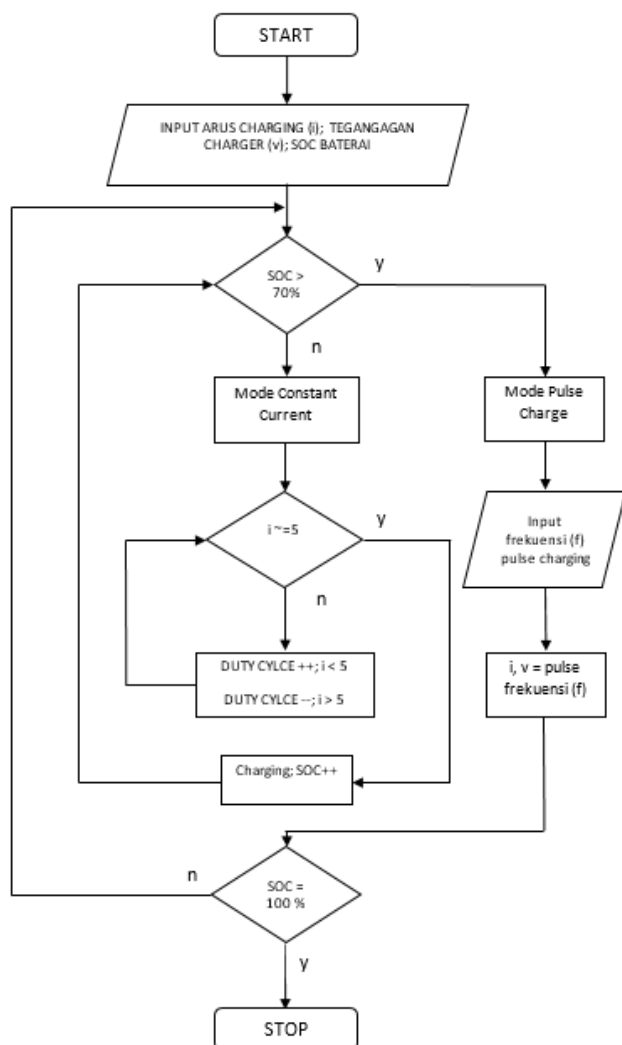 START
INPUT ARUS CHARGING (i); TEGANGAGAN
CHARGER (v); SOC BATERAI
SOC >
70%
y
n
Mode Constant
Current
Mode Pulse
Charge
i ~=5
y
n
Input
frekuensi (f)
pulse charging
DUTY CYLCE ++; i < 5
DUTY CYLCE --; i > 5
i, v = pulse
frekuensi (f)
Charging; SOC++
SOC =
100 %
n
y
STOP